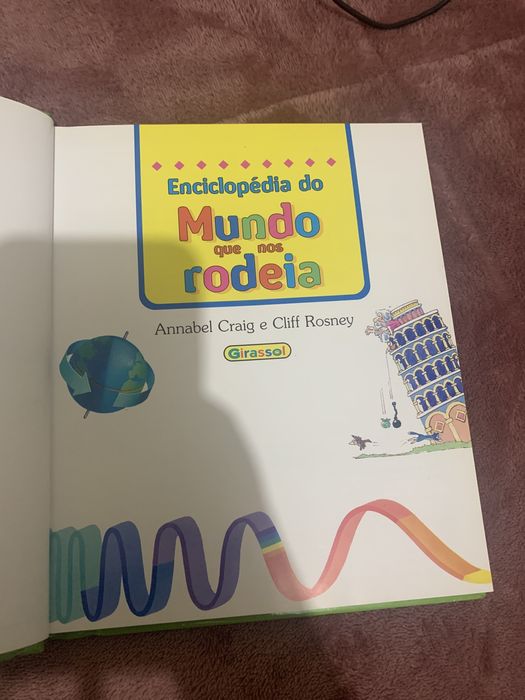 Enciclopédia do
Mundo
que nos
rodeia
Annabel Craig e Cliff Rosney
Girassol